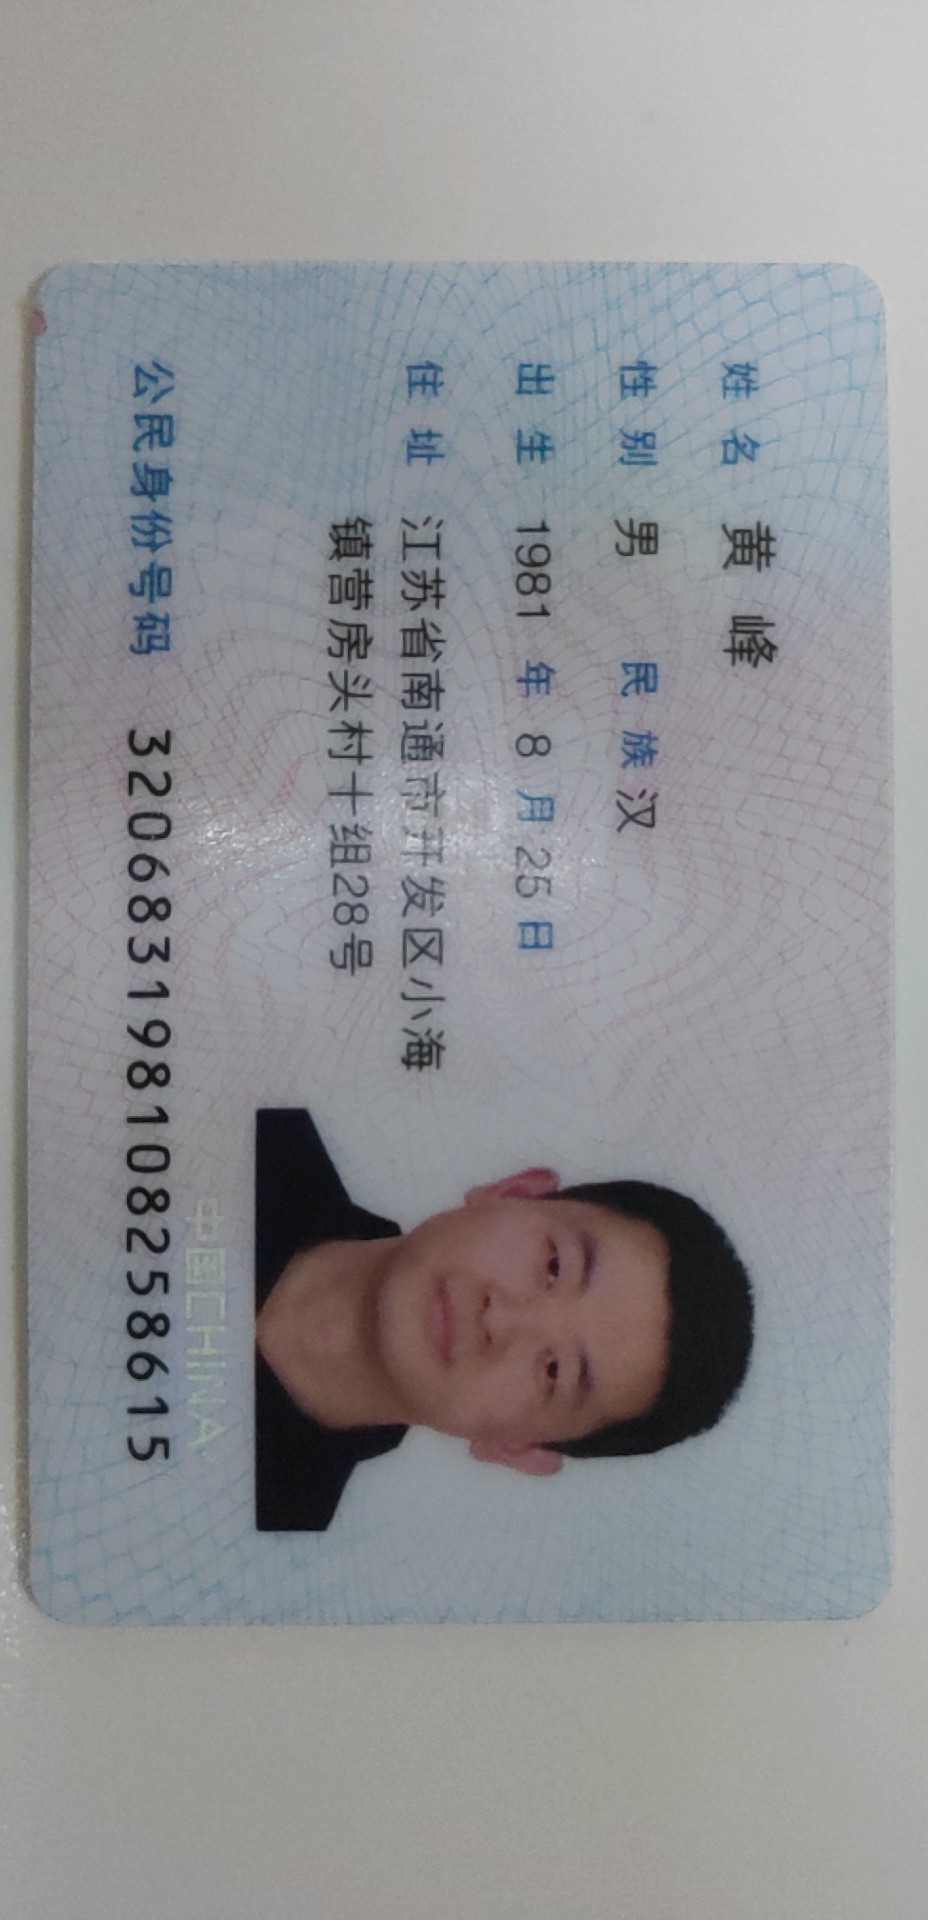 姓名 黄峰
性别 男 民族 汉
出生 1981 年 8 月 25 日
住址 江苏省南通市开发区小海
镇营房头村十组28号
中国CHINA
公民身份号码 320683198108258615